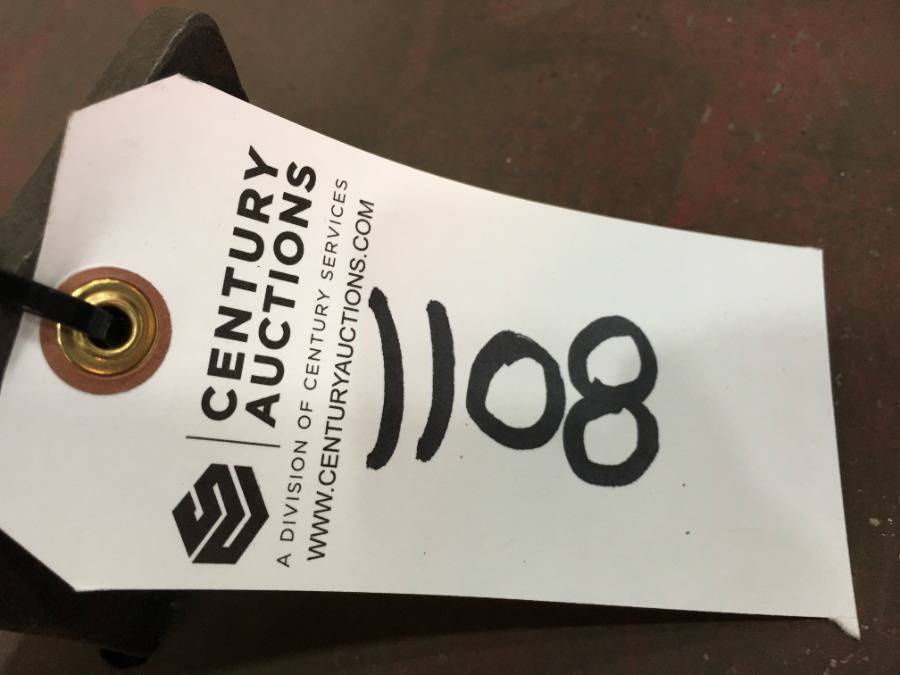 CENTURY
AUCTIONS
A DIVISION OF CENTURY SERVICES
WWW.CENTURYAUCTIONS.COM
1108